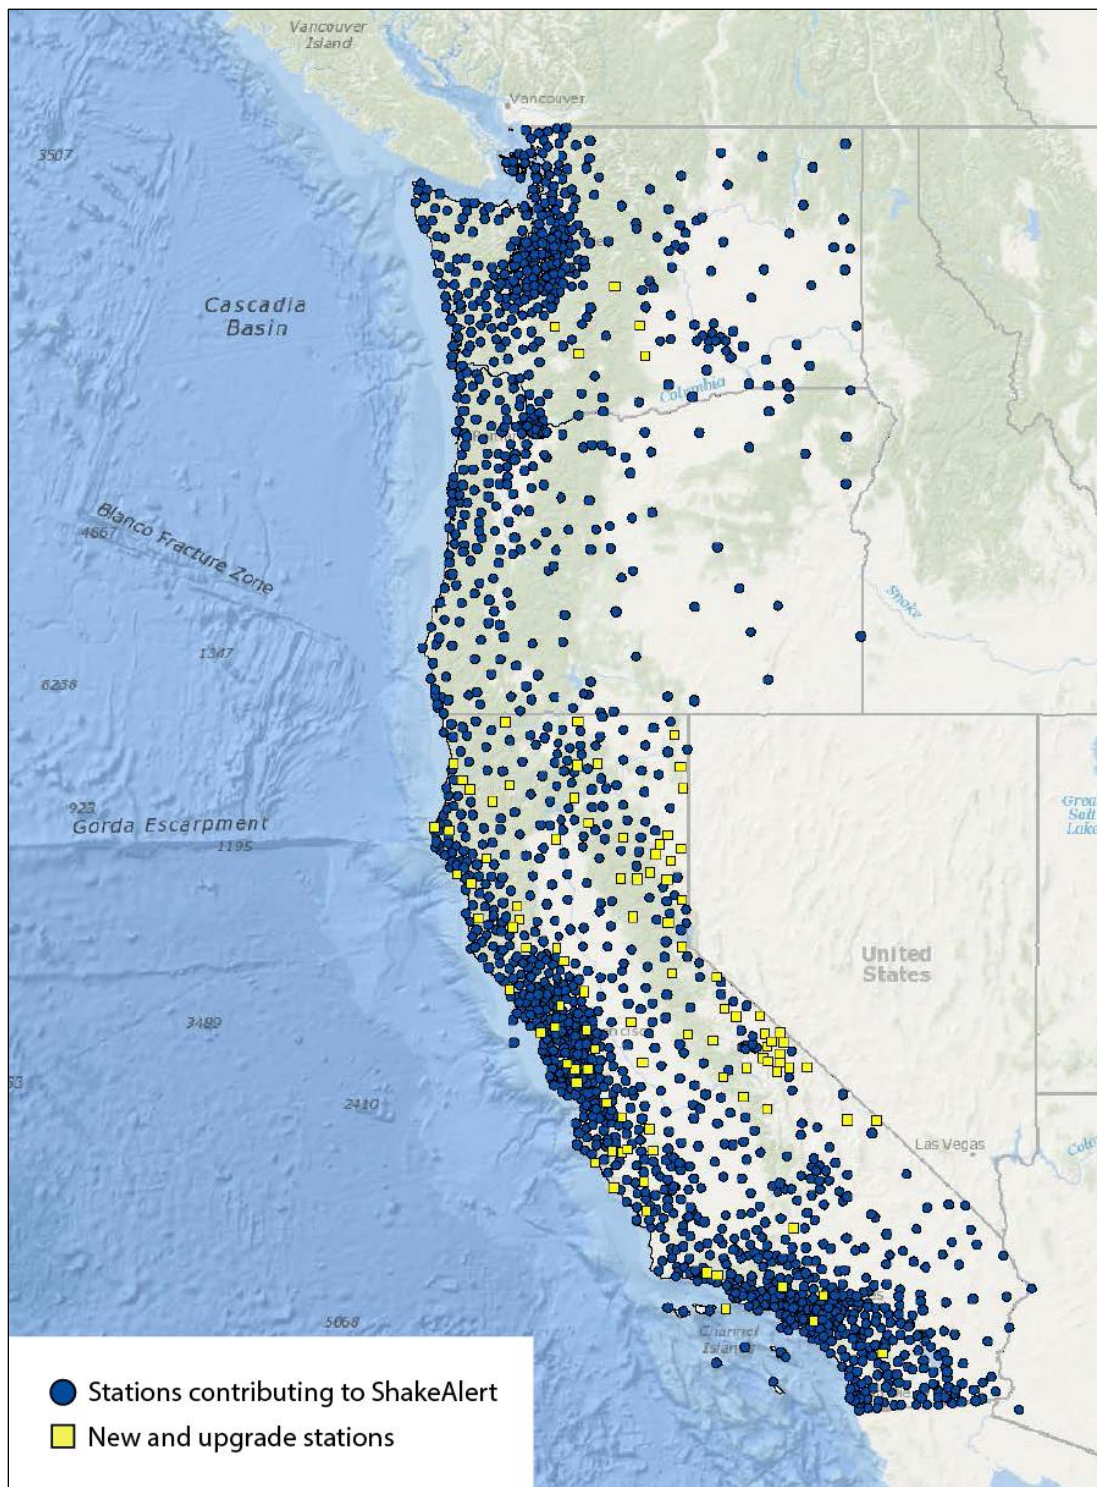 Vancouver
Island
Vancouver
3507
Cascadia
Basin
Columbia
Blanco Fracture Zone
4667
Snake
1347
6236
923
Gorda Escarpment
1195
Great
Salt
Lake
United
States
3489
2410
Las Vegas
5068
Channel
Islands
Stations contributing to ShakeAlert
New and upgrade stations